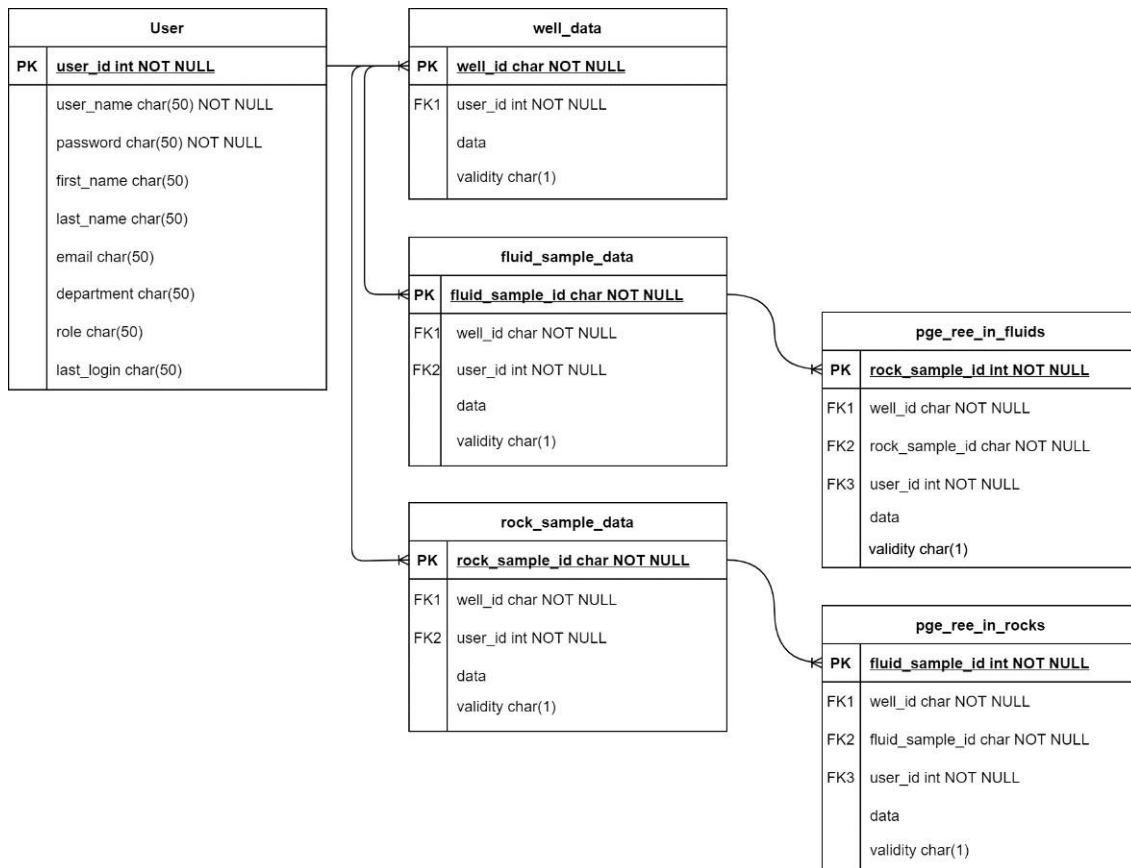 User
PK user_id int NOT NULL
user_name char(50) NOT NULL
password char(50) NOT NULL
first_name char(50)
last_name char(50)
email char(50)
department char(50)
role char(50)
last_login char(50)
well_data
PK well_id char NOT NULL
FK1 user_id int NOT NULL
data
validity char(1)
fluid_sample_data
PK fluid_sample_id char NOT NULL
FK1 well_id char NOT NULL
FK2 user_id int NOT NULL
data
validity char(1)
rock_sample_data
PK rock_sample_id char NOT NULL
FK1 well_id char NOT NULL
FK2 user_id int NOT NULL
data
validity char(1)
pge_ree_in_fluids
PK rock_sample_id int NOT NULL
FK1 well_id char NOT NULL
FK2 rock_sample_id char NOT NULL
FK3 user_id int NOT NULL
data
validity char(1)
pge_ree_in_rocks
PK fluid_sample_id int NOT NULL
FK1 well_id char NOT NULL
FK2 fluid_sample_id char NOT NULL
FK3 user_id int NOT NULL
data
validity char(1)